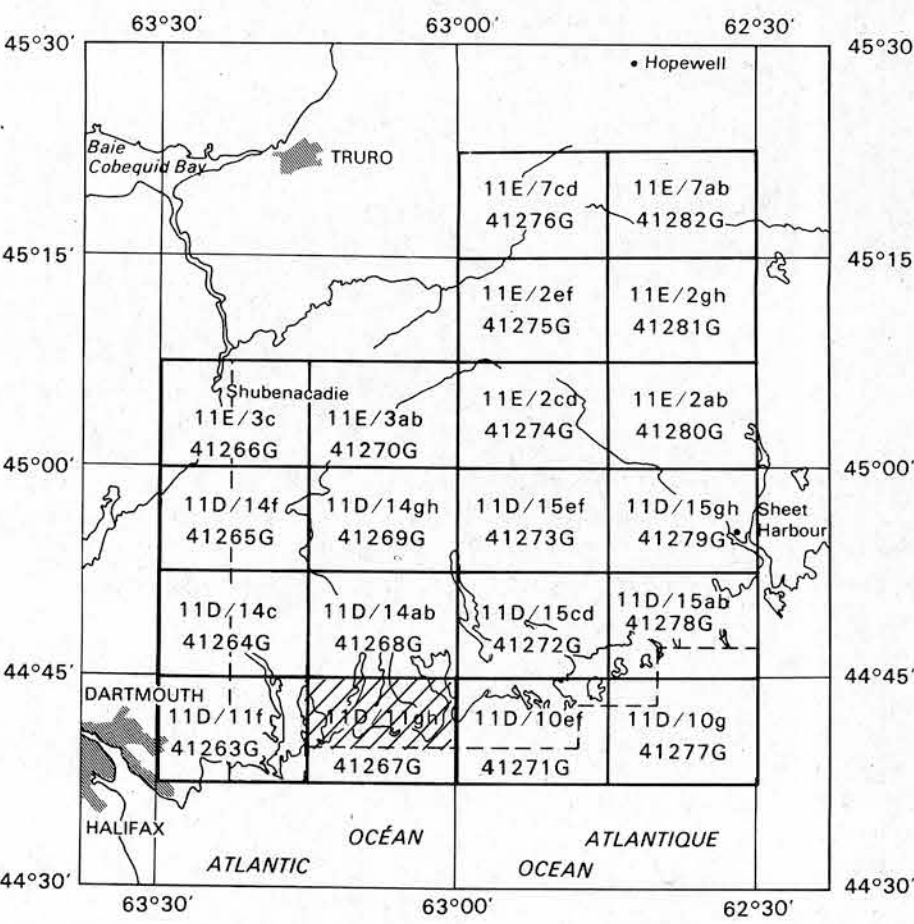 63°30′ 63°00′ 62°30′
45°30′ 45°30′
Hopewell
Baie
Cobequid Bay
TRURO
11E/7cd 11E/7ab
41276G 41282G
45°15′ 45°15′
11E/2ef 11E/2gh
41275G 41281G
Shubenacadie
11E/3c 11E/3ab 11E/2cd 11E/2ab
41266G 41270G 41274G 41280G
45°00′ 45°00′
11D/14f 11D/14gh 11D/15ef 11D/15gh
41265G 41269G 41273G 41279G
Sheet
Harbour
11D/14c 11D/14ab 11D/15cd 11D/15ab
41264G 41268G 41272G 41278G
44°45′ 44°45′
DARTMOUTH
11D/11f 11D/11gh 11D/10ef 11D/10g
41263G 41267G 41271G 41277G
HALIFAX
OCÉAN ATLANTIQUE
ATLANTIC OCEAN
44°30′ 44°30′
63°30′ 63°00′ 62°30′